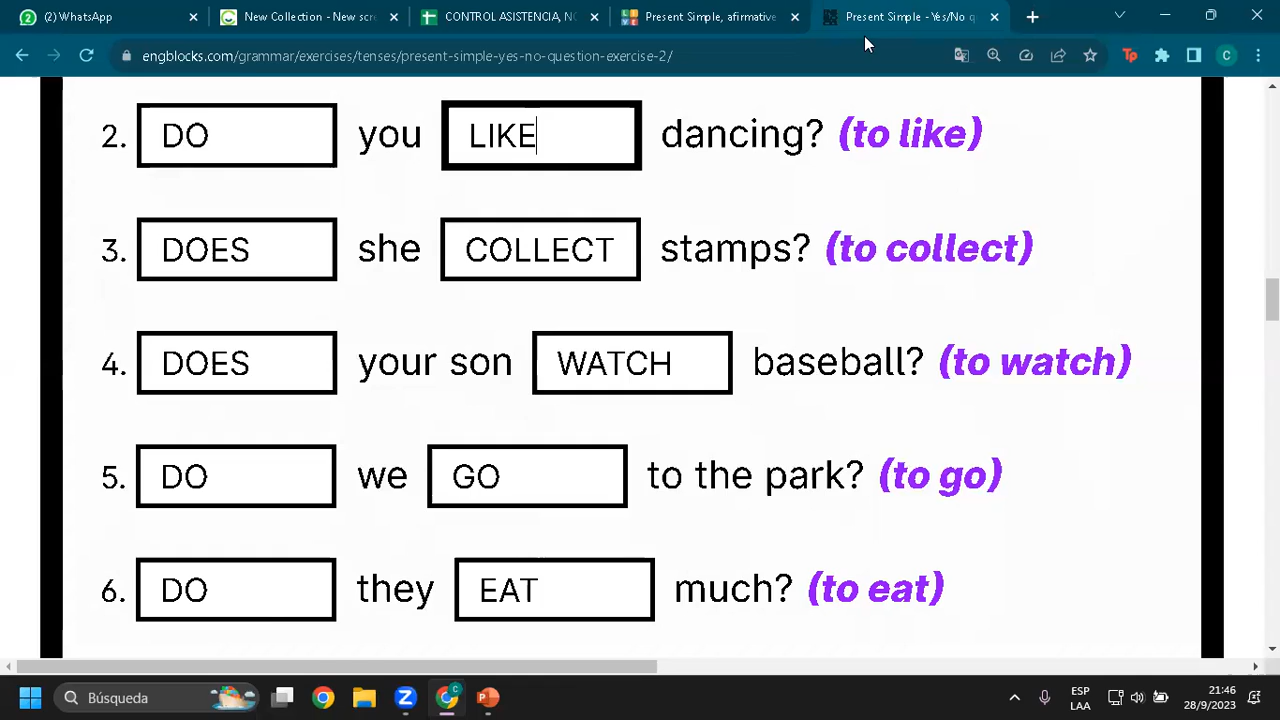 (2) WhatsApp
New Collection - New scr
CONTROL ASISTENCIA, NO
Present Simple, afirmative
Present Simple - Yes/No q
engblocks.com/grammar/exercises/tenses/present-simple-yes-no-question-exercise-2/
2. DO you LIKE dancing? (to like)
3. DOES she COLLECT stamps? (to collect)
4. DOES your son WATCH baseball? (to watch)
5. DO we GO to the park? (to go)
6. DO they EAT much? (to eat)
Búsqueda
ESP
LAA
21:46
28/9/2023